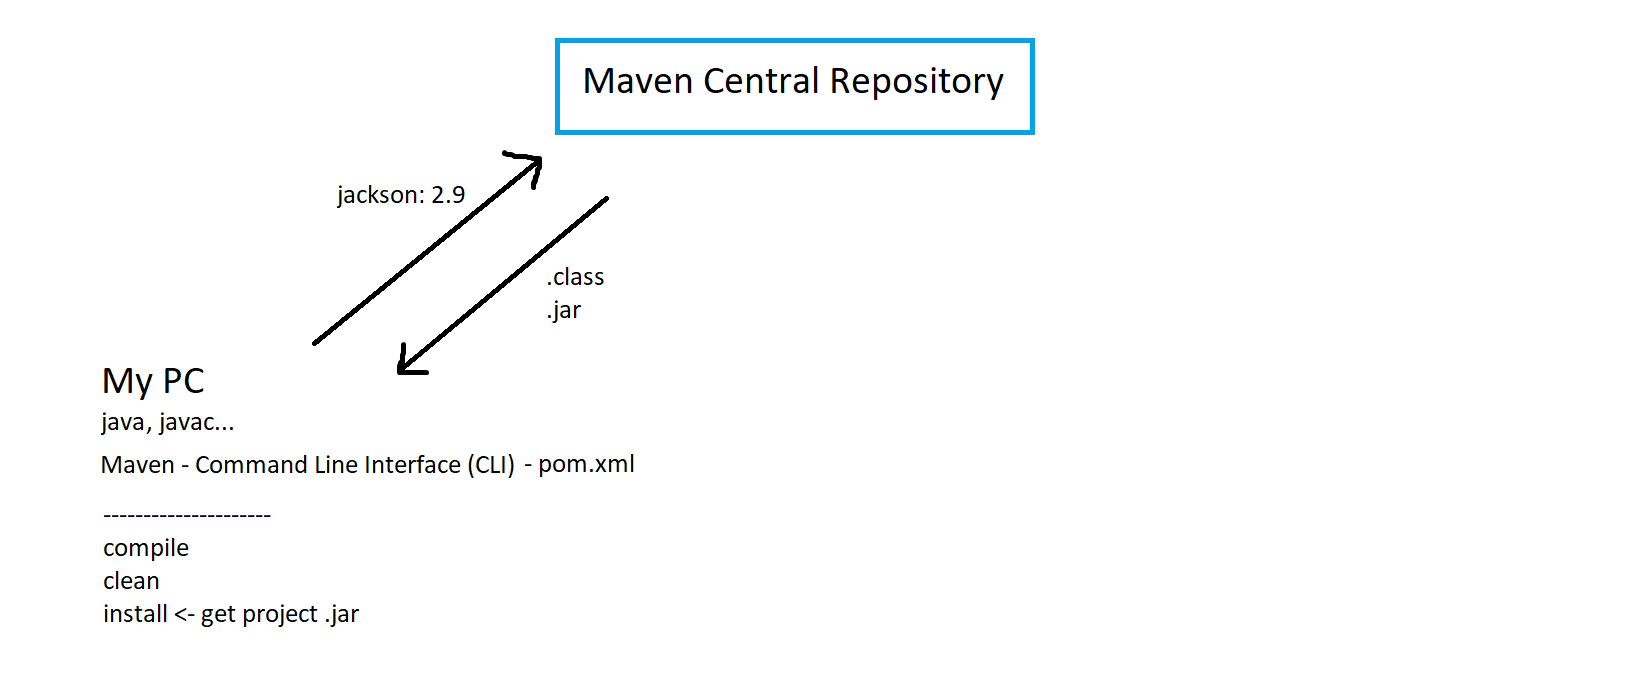 Maven Central Repository
jackson: 2.9
.class
.jar
My PC
java, javac...
Maven - Command Line Interface (CLI) - pom.xml
---------------------
compile
clean
install <- get project .jar